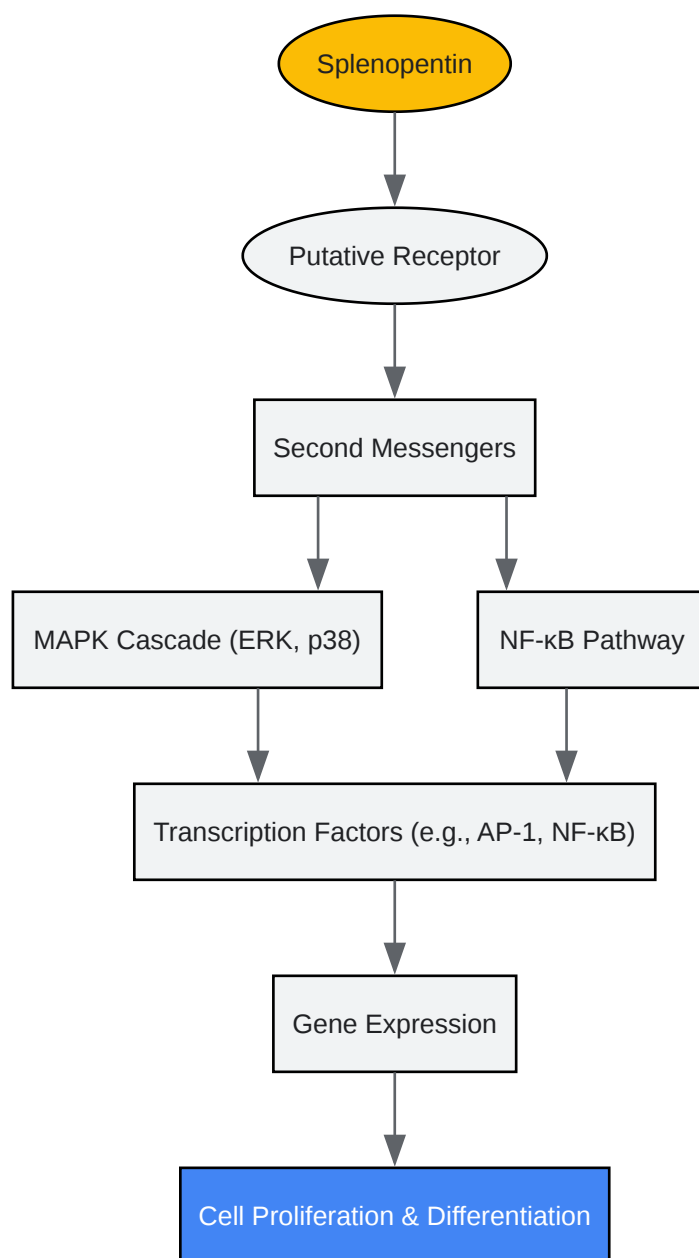 Splenopentin
Putative Receptor
Second Messengers
MAPK Cascade (ERK, p38)
NF-κB Pathway
Transcription Factors (e.g., AP-1, NF-κB)
Gene Expression
Cell Proliferation & Differentiation